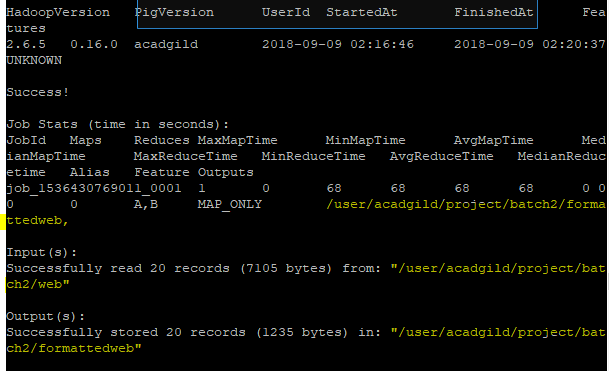 HadoopVersion PigVersion UserId StartedAt FinishedAt Fea
tures
2.6.5 0.16.0 acadgild 2018-09-09 02:16:46 2018-09-09 02:20:37
UNKNOWN
Success!
Job Stats (time in seconds):
JobId Maps Reduces MaxMapTime MinMapTime AvgMapTime Med
ianMapTime MaxReduceTime MinReduceTime AvgReduceTime MedianReduc
etime Alias Feature Outputs
job_1536430769011_0001 1 0 68 68 68 68 0 0
0 0 A,B MAP_ONLY /user/acadgild/project/batch2/forma
ttedweb,
Input(s):
Successfully read 20 records (7105 bytes) from: "/user/acadgild/project/bat
ch2/web"
Output(s):
Successfully stored 20 records (1235 bytes) in: "/user/acadgild/project/bat
ch2/formattedweb"